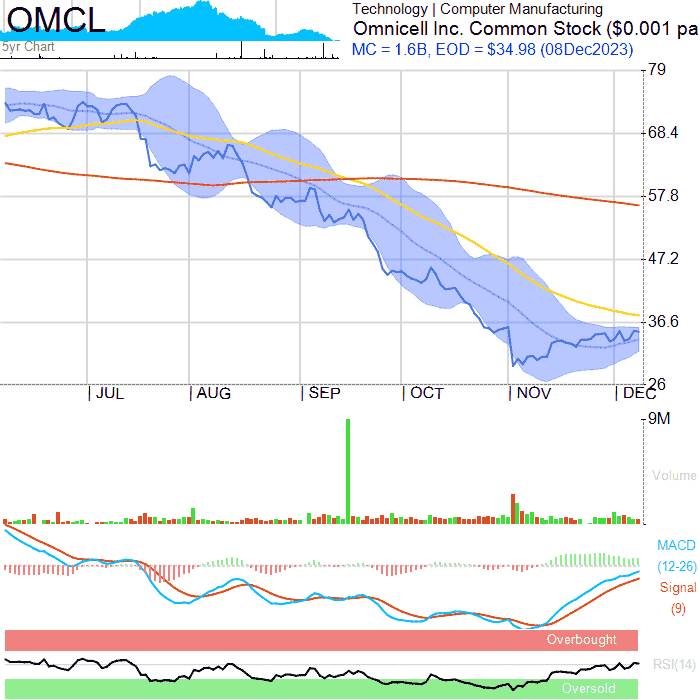 OMCL
5yr Chart
Technology | Computer Manufacturing
Omnicell Inc. Common Stock ($0.001 pa
MC = 1.6B, EOD = $34.98 (08Dec2023)
79
68.4
57.8
47.2
36.6
26
JUL AUG SEP OCT NOV DEC
9M
Volume
MACD
(12-26)
Signal
(9)
Overbought
RSI(14)
Oversold